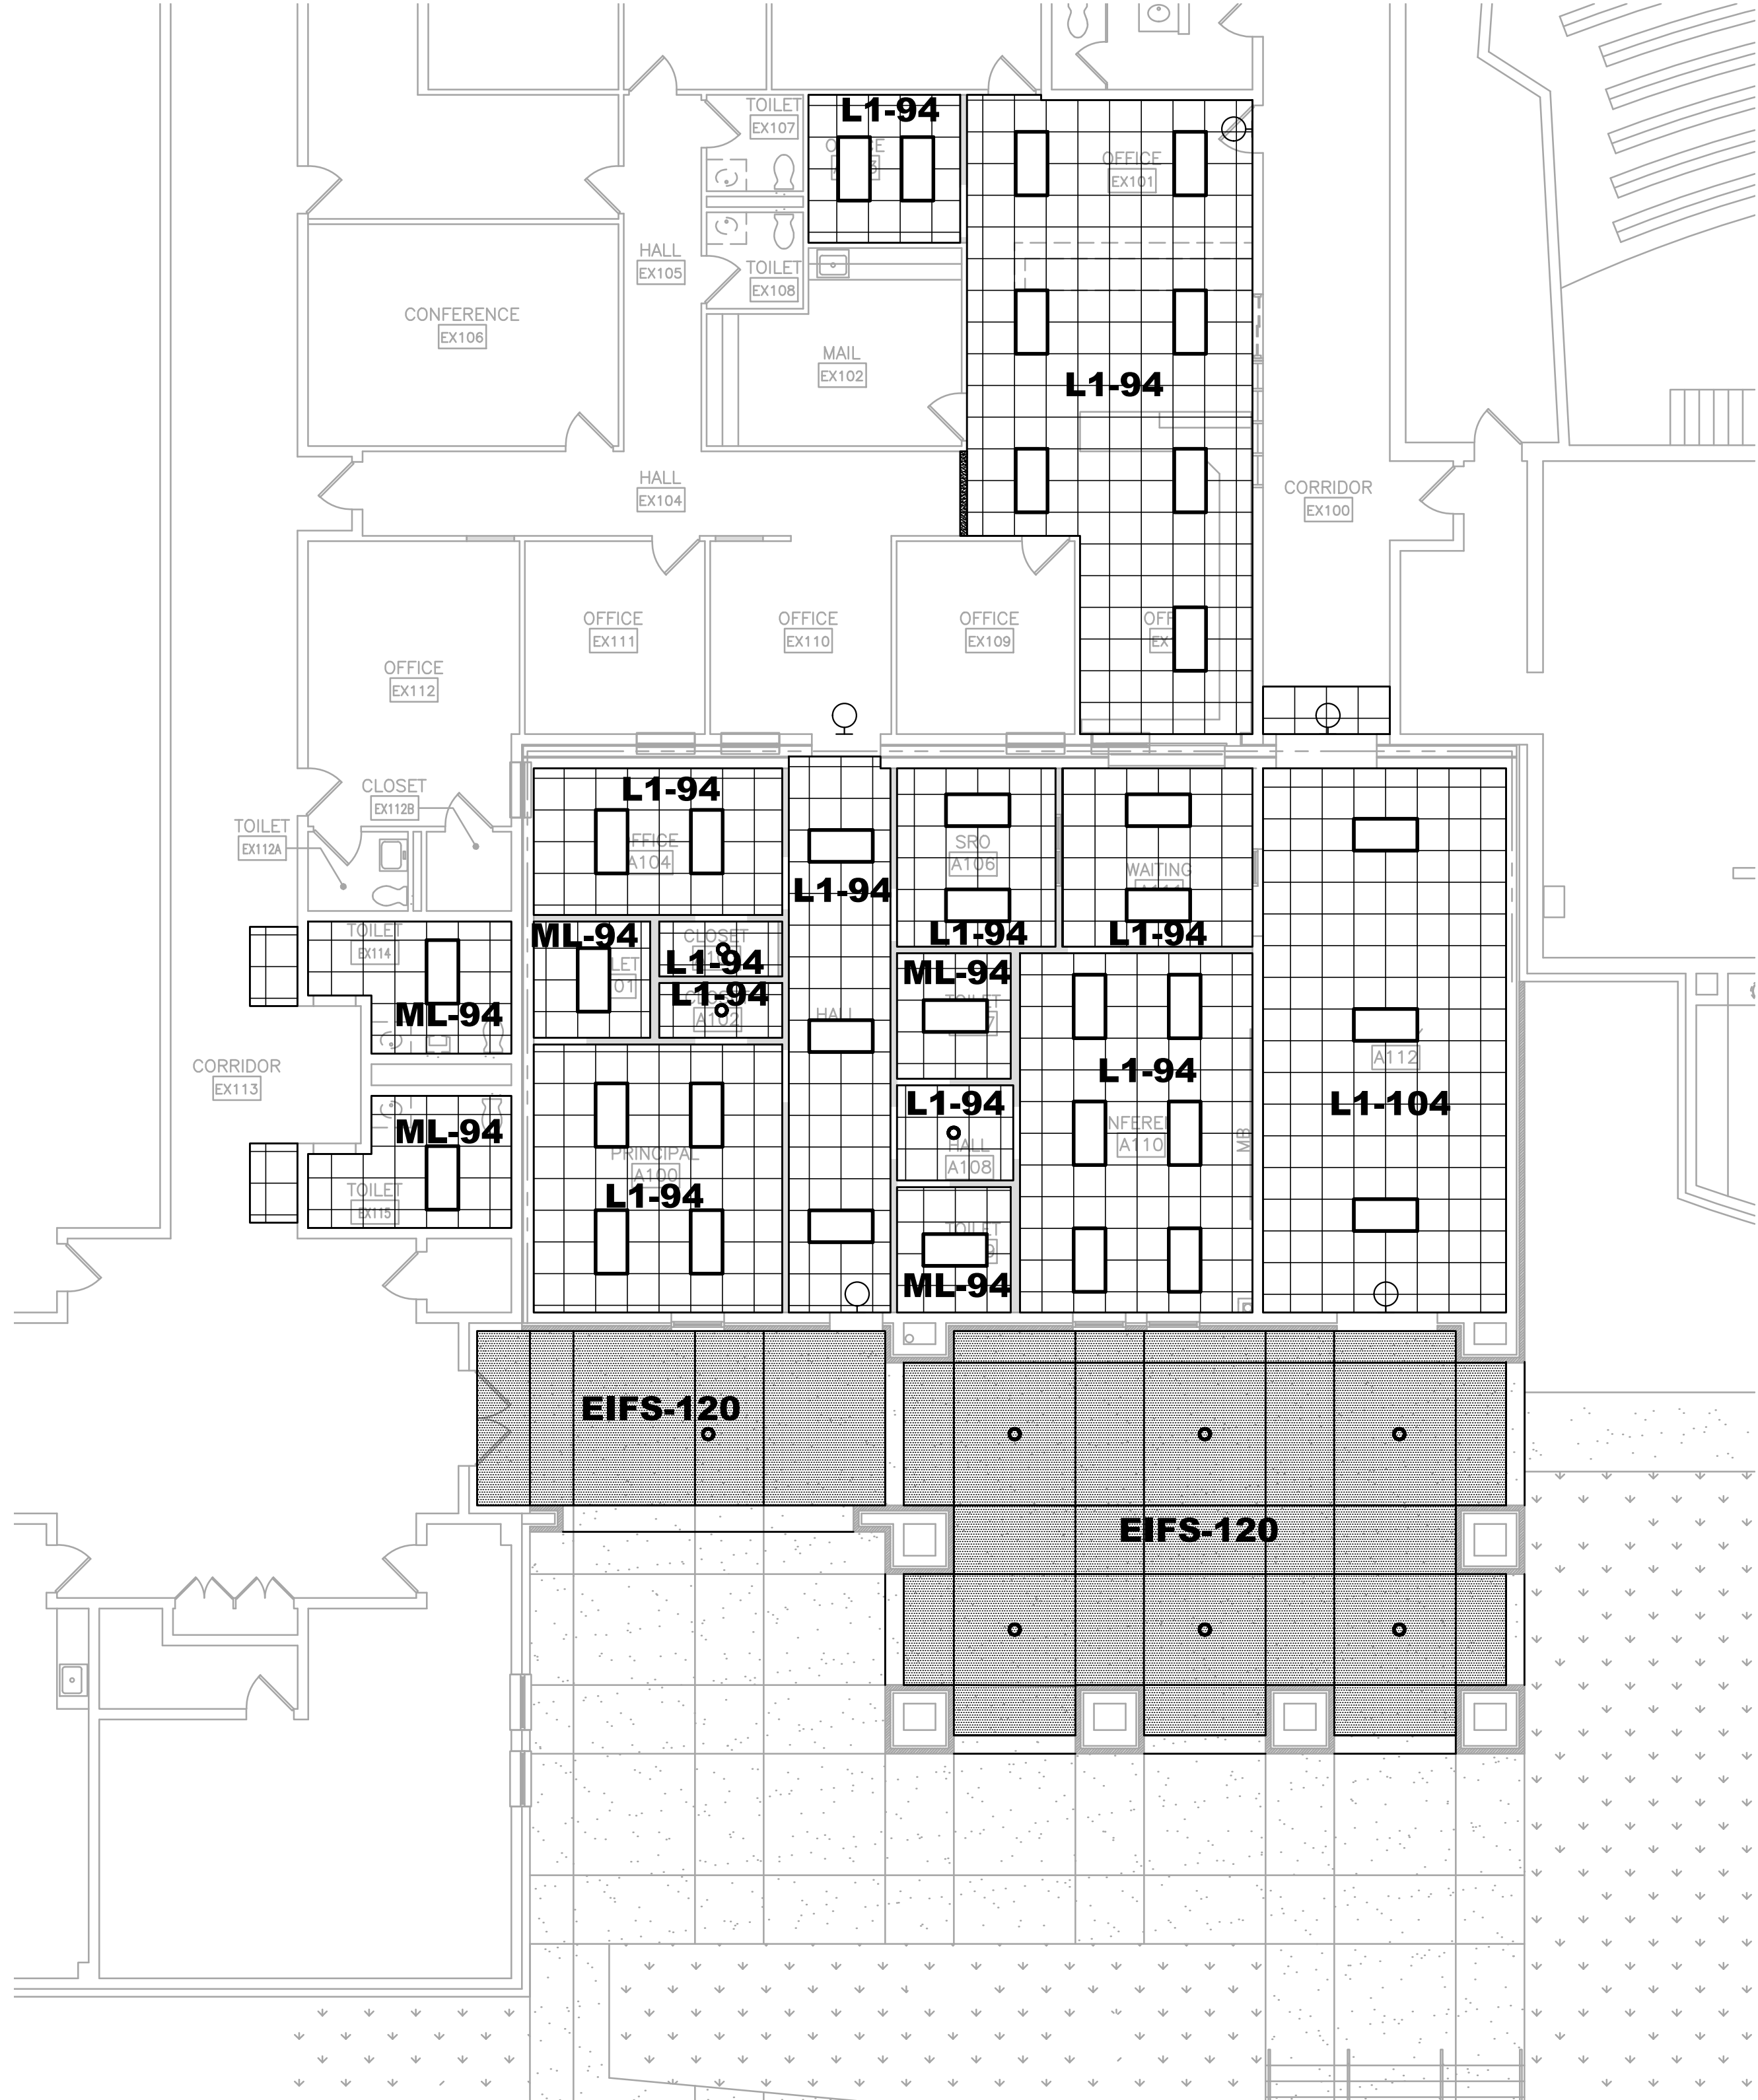 L1-94
TOILET
EX107
OFFICE
EX101
HALL
EX105
TOILET
EX108
CONFERENCE
EX106
MAIL
EX102
L1-94
HALL
EX104
CORRIDOR
EX100
OFFICE
EX111
OFFICE
EX110
OFFICE
EX109
OFFICE
EX112
CLOSET
EX112B
TOILET
EX112A
L1-94
A104
L1-94
SRO
A106
L1-94
WAITING
L1-94
TOILET
EX114
ML-94
ML-94
CLOSET
L1-94
L1-94
A102
HALL
ML-94
CORRIDOR
EX113
L1-94
A110
MB
A112
L1-104
ML-94
TOILET
EX115
PRINCIPAL
A100
L1-94
L1-94
HALL
A108
TOILET
ML-94
EIFS-120
EIFS-120